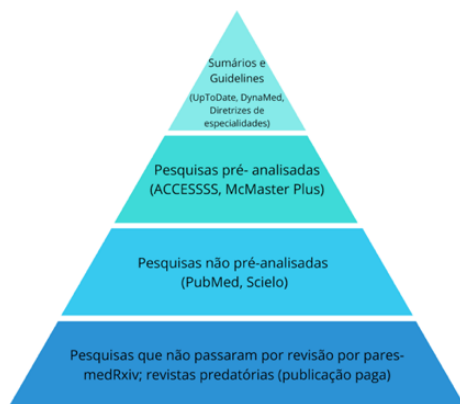 Sumários e
Guidelines
(UpToDate, DynaMed,
Diretrizes de
especialidades)
Pesquisas pré- analisadas
(ACCESSSS, McMaster Plus)
Pesquisas não pré-analisadas
(PubMed, Scielo)
Pesquisas que não passaram por revisão por pares-
medRxiv; revistas predatórias (publicação paga)